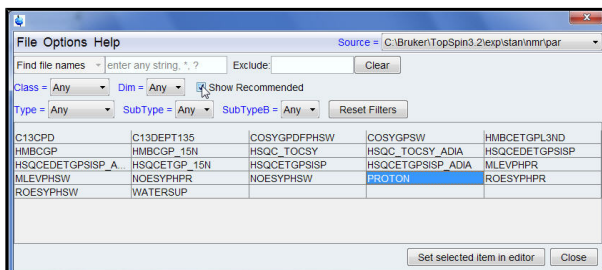 File Options Help Source = C:\Bruker\TopSpin3.2\exp\stan\nmr\par
Find file names enter any string, *, ? Exclude: Clear
Class = Any Dim = Any Show Recommended
Type = Any SubType = Any SubTypeB = Any Reset Filters
C13CPD C13DEPT135 COSYGPDFPHSW COSYGPSW HMBCETGPL3ND
HMBCGP HMBCGP_15N HSQC_TOCSY HSQC_TOCSY_ADIA HSQCEDETGPSISP
HSQCEDETGPSISP_A... HSQCETGP_15N HSQCETGPSISP HSQCETGPSISP_ADIA MLEVPHPR
MLEVPHSW NOESYPHPR NOESYPHSW PROTON ROESYPHPR
ROESYPHSW WATERSUP
Set selected item in editor Close